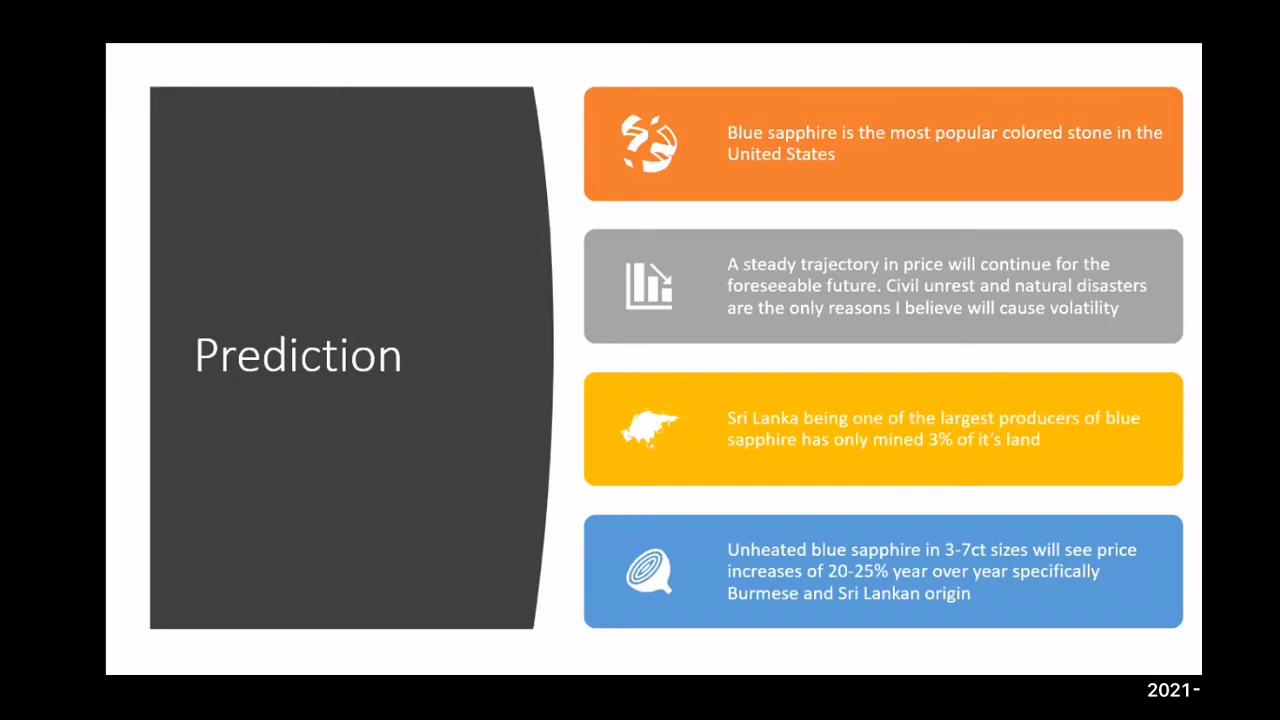 Prediction
Blue sapphire is the most popular colored stone in the
United States
A steady trajectory in price will continue for the
foreseeable future. Civil unrest and natural disasters
are the only reasons I believe will cause volatility
Sri Lanka being one of the largest producers of blue
sapphire has only mined 3% of it’s land
Unheated blue sapphire in 3-7ct sizes will see price
increases of 20-25% year over year specifically
Burmese and Sri Lankan origin
2021-